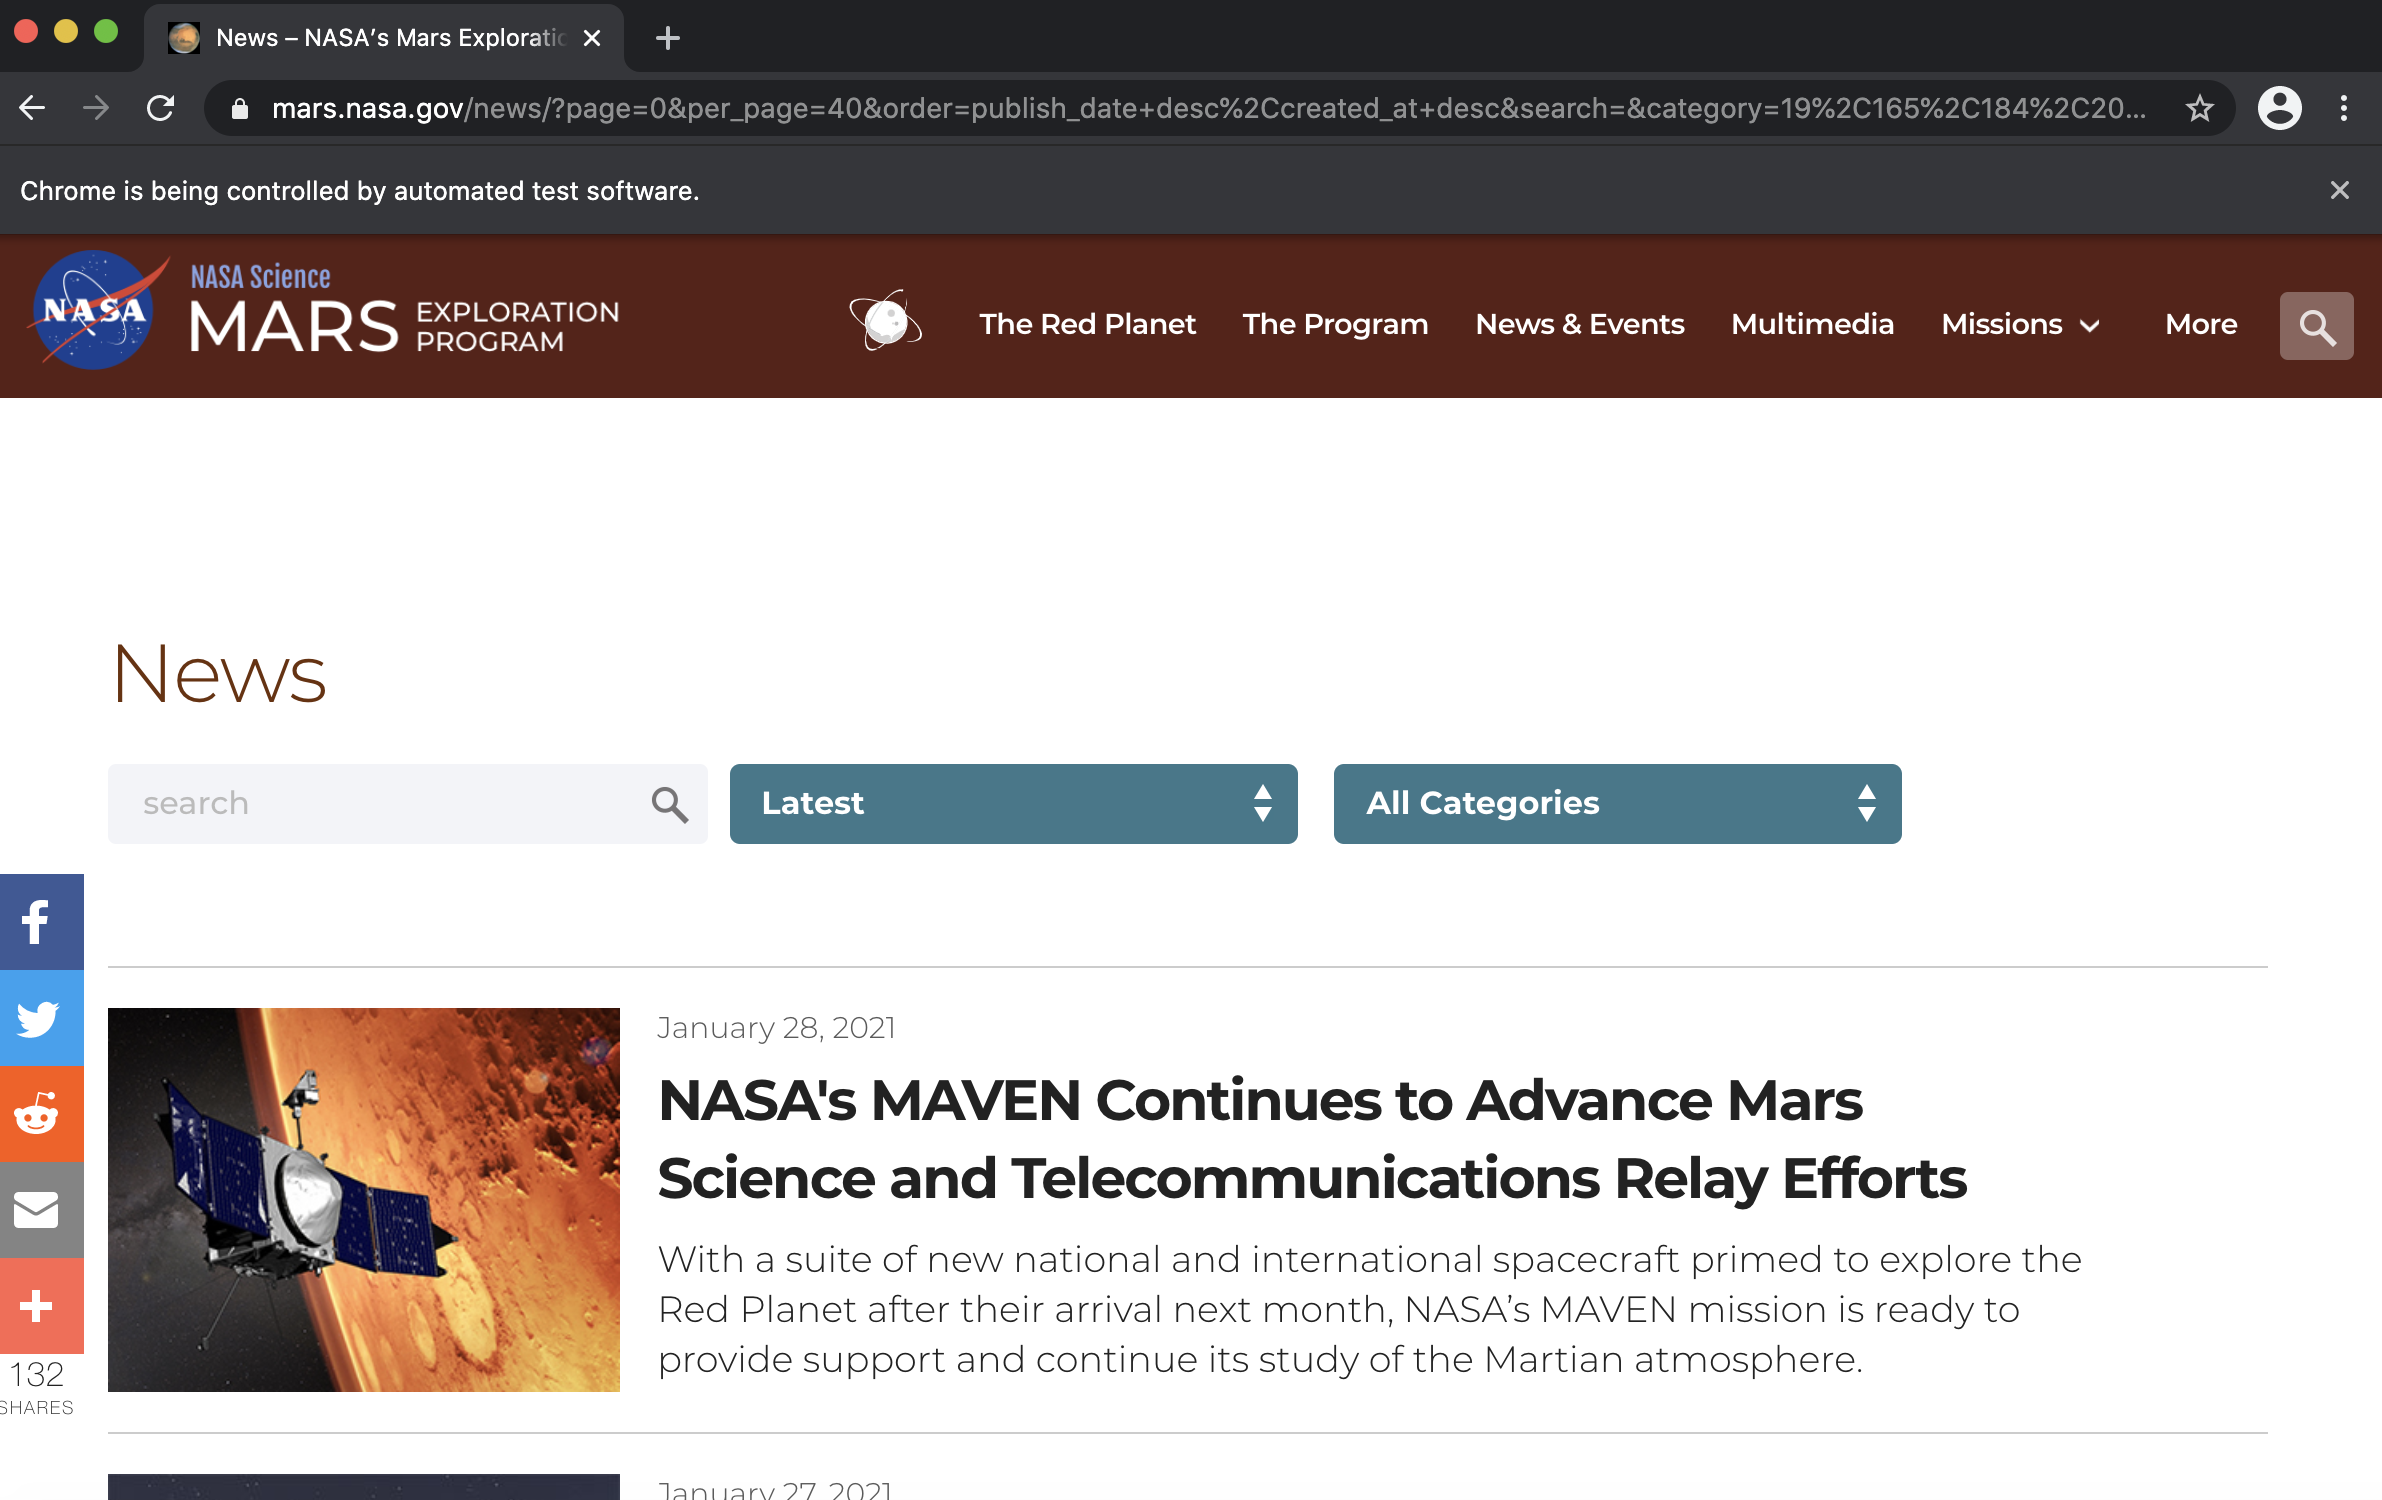 News – NASA's Mars Exploratio
mars.nasa.gov/news/?page=0&per_page=40&order=publish_date+desc%2Ccreated_at+desc&search=&category=19%2C165%2C184%2C20...
Chrome is being controlled by automated test software.
NASA
NASA Science
MARS EXPLORATION
PROGRAM
The Red Planet The Program News & Events Multimedia Missions More
News
search Latest All Categories
January 28, 2021
NASA's MAVEN Continues to Advance Mars
Science and Telecommunications Relay Efforts
With a suite of new national and international spacecraft primed to explore the
Red Planet after their arrival next month, NASA’s MAVEN mission is ready to
provide support and continue its study of the Martian atmosphere.
132
SHARES
January 27, 2021